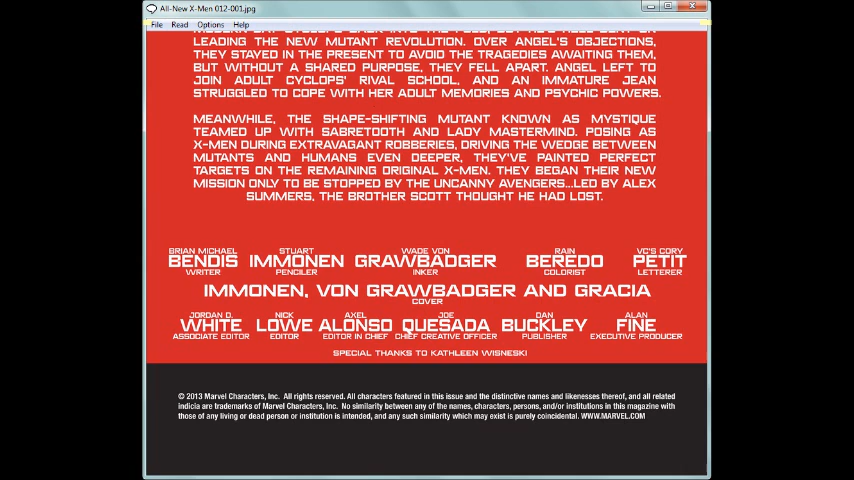 All-New X-Men 012-001.jpg
File Read Options Help
LEADING THE NEW MUTANT REVOLUTION. OVER ANGEL'S OBJECTIONS,
THEY STAYED IN THE PRESENT TO AVOID THE TRAGEDIES AWAITING THEM,
BUT WITHOUT A SHARED PURPOSE, THEY FELL APART. ANGEL LEFT TO
JOIN ADULT CYCLOPS' RIVAL SCHOOL, AND AN IMMATURE JEAN
STRUGGLED TO COPE WITH HER ADULT MEMORIES AND PSYCHIC POWERS.
MEANWHILE, THE SHAPE-SHIFTING MUTANT KNOWN AS MYSTIQUE
TEAMED UP WITH SABRETOOTH AND LADY MASTERMIND. POSING AS
X-MEN DURING EXTRAVAGANT ROBBERIES, DRIVING THE WEDGE BETWEEN
MUTANTS AND HUMANS EVEN DEEPER, THEY'VE PAINTED PERFECT
TARGETS ON THE REMAINING ORIGINAL X-MEN. THEY BEGAN THEIR NEW
MISSION ONLY TO BE STOPPED BY THE UNCANNY AVENGERS...LED BY ALEX
SUMMERS, THE BROTHER SCOTT THOUGHT HE HAD LOST.
BRIAN MICHAEL STUART WADE VON RAIN VC'S CORY
BENDIS IMMONEN GRAWBADGER BEREDO PETIT
WRITER PENCILER INKER COLORIST LETTERER
IMMONEN, VON GRAWBADGER AND GRACIA
COVER
JORDAN D. NICK AXEL JOE DAN ALAN
WHITE LOWE ALONSO QUESADA BUCKLEY FINE
ASSOCIATE EDITOR EDITOR EDITOR IN CHIEF CHIEF CREATIVE OFFICER PUBLISHER EXECUTIVE PRODUCER
SPECIAL THANKS TO KATHLEEN WISNESKI
© 2013 Marvel Characters, Inc. All rights reserved. All characters featured in this issue and the distinctive names and likenesses thereof, and all related
indicia are trademarks of Marvel Characters, Inc. No similarity between any of the names, characters, persons, and/or institutions in this magazine with
those of any living or dead person or institution is intended, and any such similarity which may exist is purely coincidental. WWW.MARVEL.COM